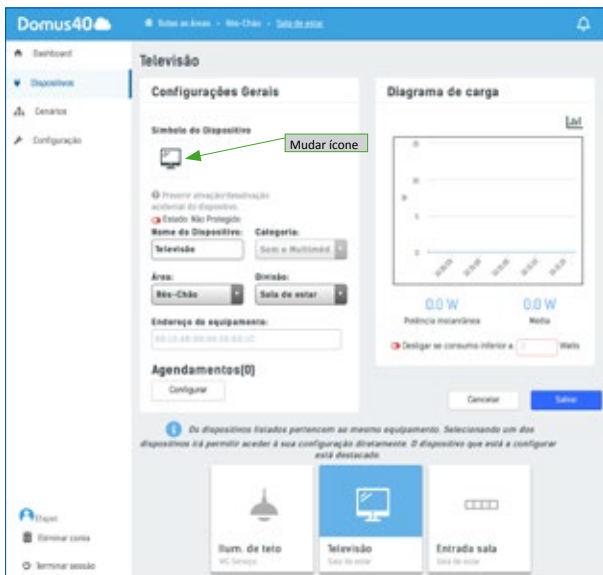 Domus40
Todas as Áreas • Rés-Chão • Sala de estar
Dashboard
Dispositivos
Cenários
Configuração
Televisão
Configurações Gerais
Símbolo do Dispositivo
Mudar ícone
Prevenir ativação/desativação
acidental do dispositivo.
Estado: Não Protegido
Nome do Dispositivo: Categoria:
Televisão Som e Multiméd
Área: Divisão:
Rés-Chão Sala de estar
Endereço do equipamento:
Agendamentos(0)
Configurar
Diagrama de carga
0.0 W 0.0 W
Potência instantânea Media
Desligar se consumo inferior a: Watts
Cancelar Salvar
Os dispositivos listados pertencem ao mesmo equipamento. Selecionando um dos
dispositivos irá permitir aceder à sua configuração diretamente. O dispositivo que está a configurar
está destacado.
Ilum. de teto
WC Serviço
Televisão
Sala de estar
Entrada sala
Sala de estar
Eliminar conta
Terminar sessão